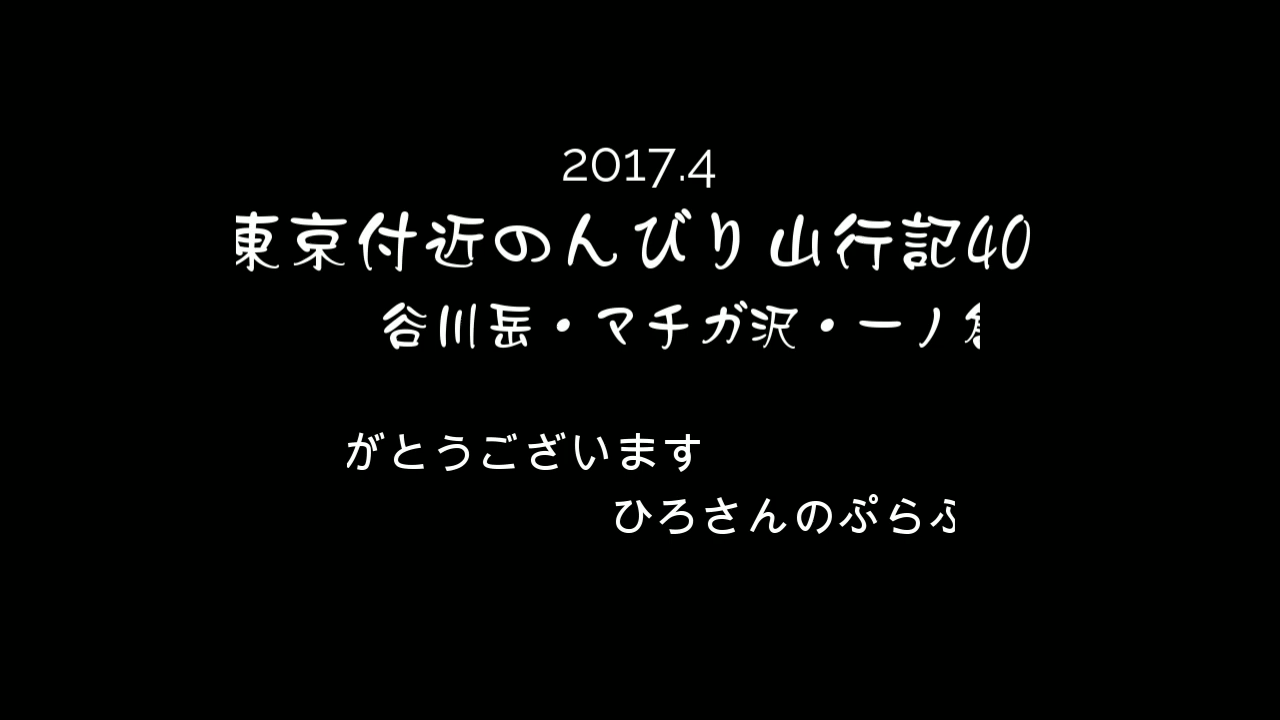 2017.4
東京付近のんびり山行記40
谷川岳・マチガ沢・一ノ
がとうございます
ひろさんのぷら